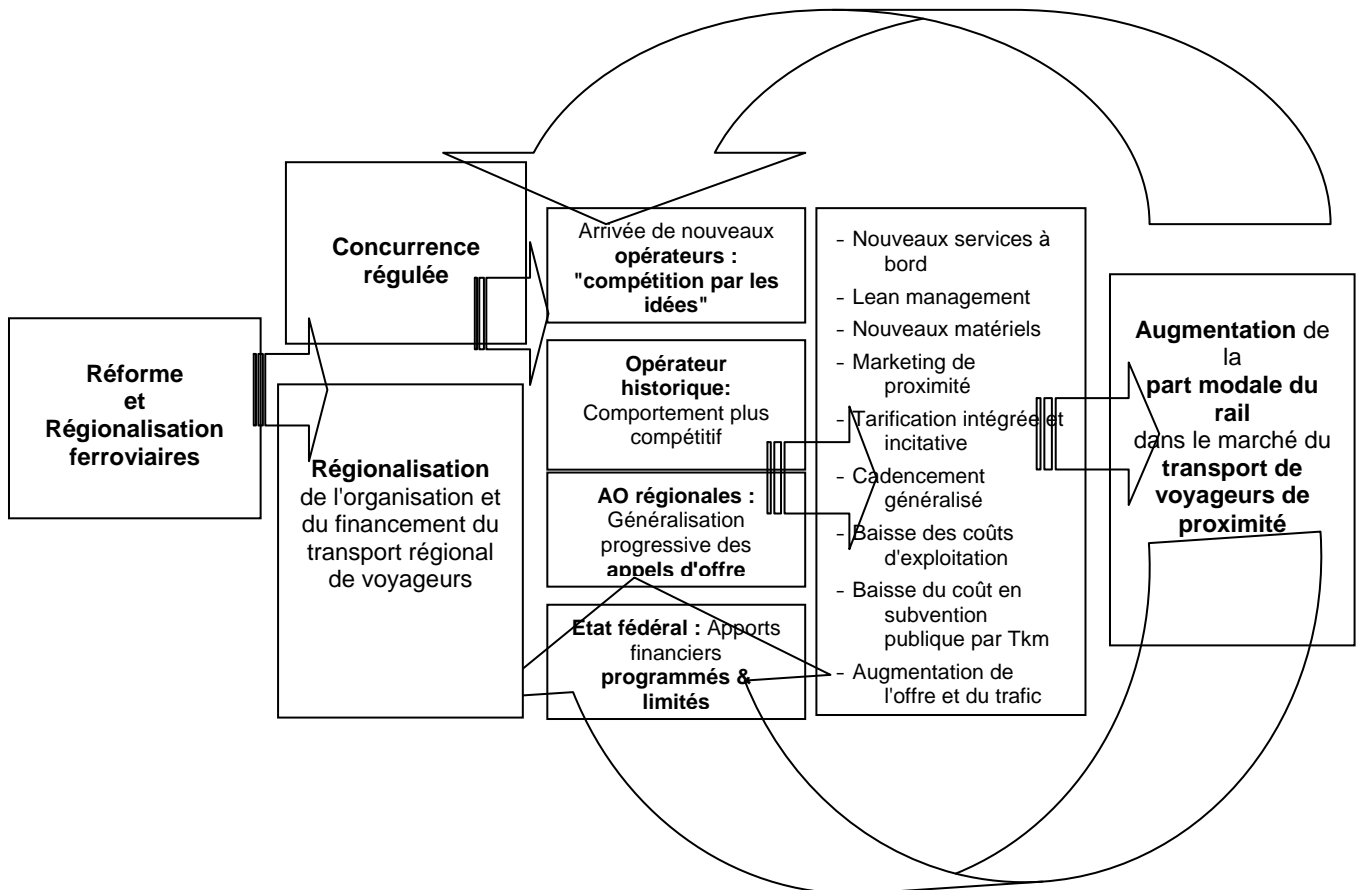 Réforme
et
Régionalisation
ferroviaires
Concurrence
régulée
Régionalisation
de l'organisation et
du financement du
transport régional
de voyageurs
Arrivée de nouveaux
opérateurs :
"compétition par les
idées"
Opérateur
historique:
Comportement plus
compétitif
AO régionales :
Généralisation
progressive des
appels d'offre
Etat fédéral : Apports
financiers
programmés &
limités
- Nouveaux services à
bord
- Lean management
- Nouveaux matériels
- Marketing de
proximité
- Tarification intégrée et
incitative
- Cadencement
généralisé
- Baisse des coûts
d'exploitation
- Baisse du coût en
subvention
publique par Tkm
- Augmentation de
l'offre et du trafic
Augmentation de
la
part modale du
rail
dans le marché du
transport de
voyageurs de
proximité